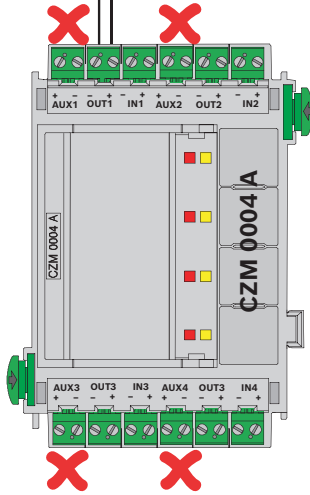 + - - + - + + - - + - +
AUX1 OUT1 IN1 AUX2 OUT2 IN2
CZM 0004 A
CZM 0004 A
AUX3 OUT3 IN3 AUX4 OUT3 IN4
+ - - + - + + - - + - +